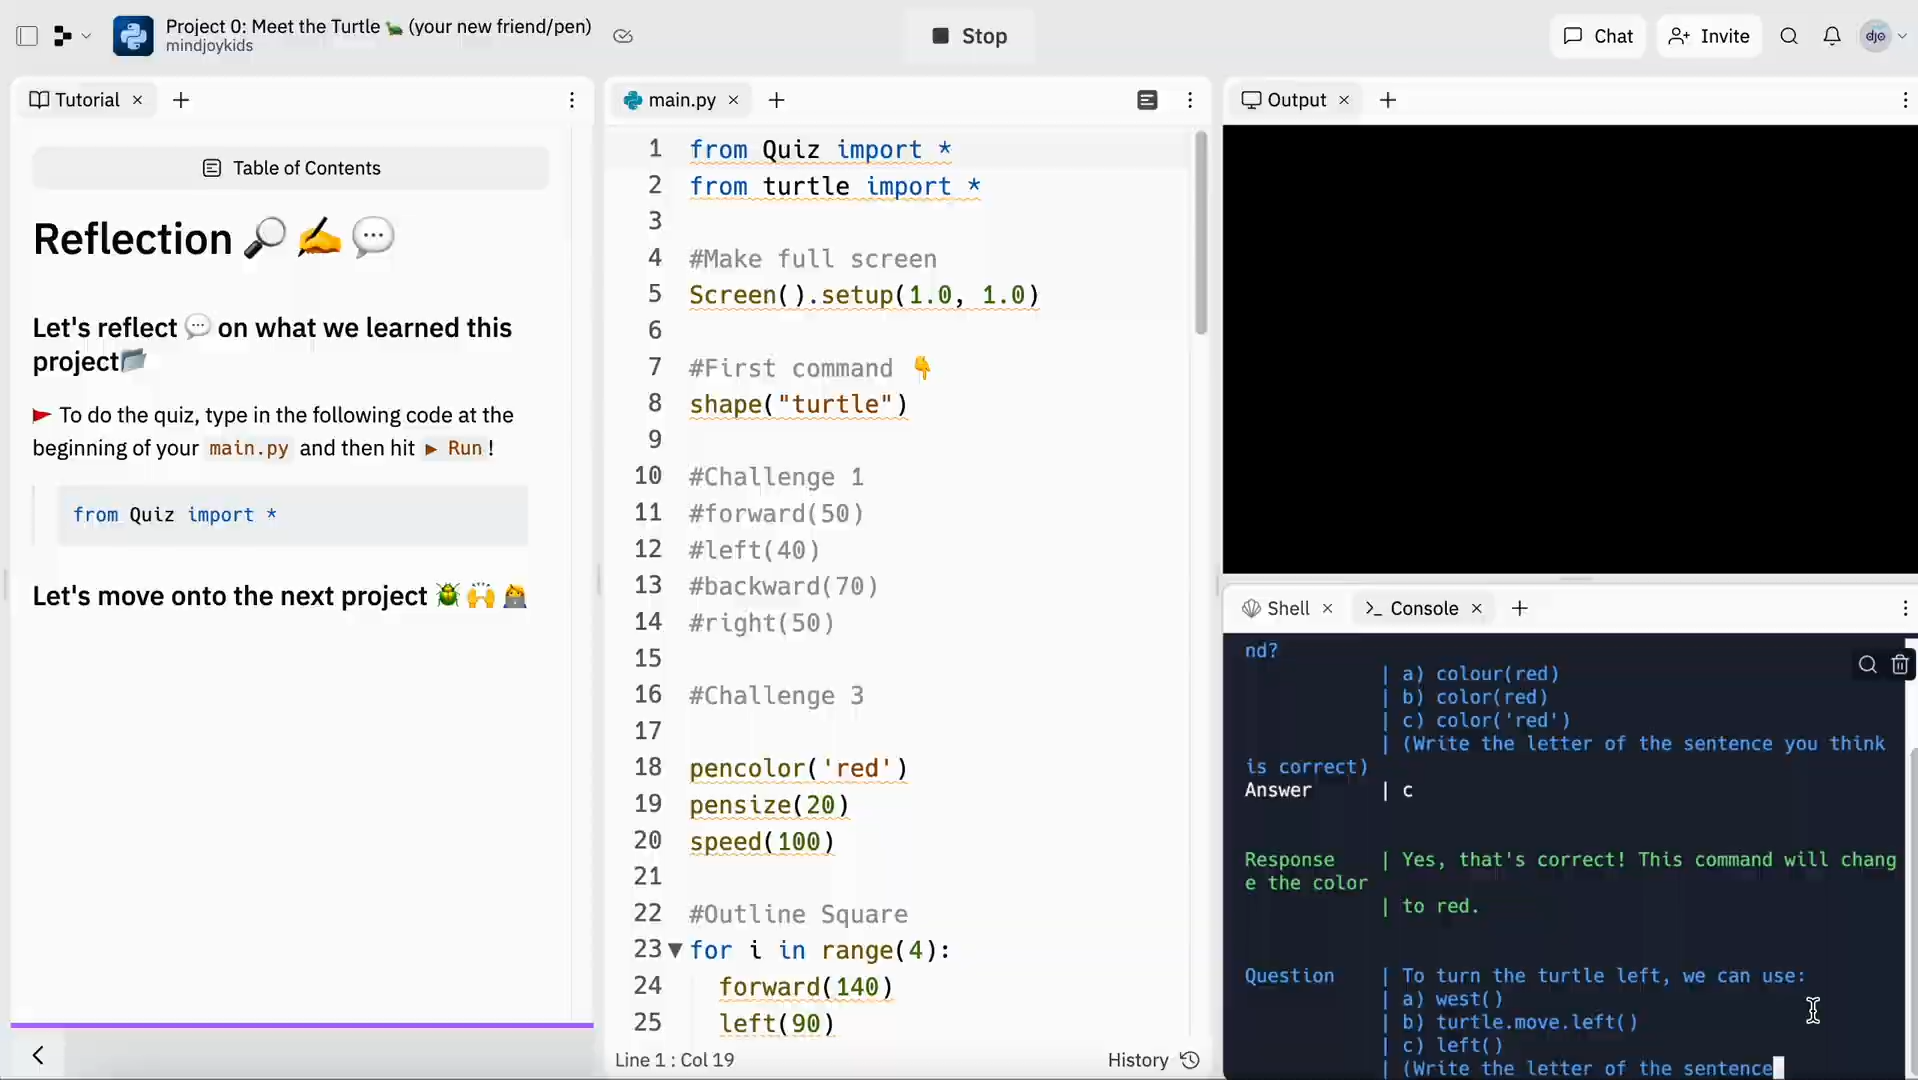 Project 0: Meet the Turtle 🐢 (your new friend/pen)
mindjoykids
Stop
Chat
Invite
djo
Tutorial
Table of Contents
Reflection 🔎 ✍️ 💬
Let's reflect 💬 on what we learned this
project📂
🚩 To do the quiz, type in the following code at the
beginning of your main.py and then hit ▶ Run!
from Quiz import *
Let's move onto the next project 🪲 🙌 👩‍💻
main.py
1 from Quiz import *
2 from turtle import *
3
4 #Make full screen
5 Screen().setup(1.0, 1.0)
6
7 #First command 👇
8 shape("turtle")
9
10 #Challenge 1
11 #forward(50)
12 #left(40)
13 #backward(70)
14 #right(50)
15
16 #Challenge 3
17
18 pencolor('red')
19 pensize(20)
20 speed(100)
21
22 #Outline Square
23 for i in range(4):
24 forward(140)
25 left(90)
Line 1 : Col 19
History
Output
Shell
>_ Console
nd?
| a) colour(red)
| b) color(red)
| c) color('red')
| (Write the letter of the sentence you think
is correct)
Answer | c
Response | Yes, that's correct! This command will chang
e the color
| to red.
Question | To turn the turtle left, we can use:
| a) west()
| b) turtle.move.left()
| c) left()
| (Write the letter of the sentence